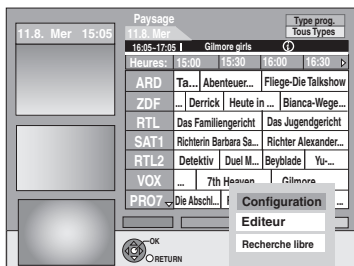 11.8. Mer 15:05
Paysage
11.8. Mer
Type prog.
Tous Types
16:05-17:05 Gilmore girls
Heures: 15:00 15:30 16:00 16:30
ARD Ta... Abenteuer... Fliege-Die Talkshow
ZDF ... Derrick Heute in ... Bianca-Wege...
RTL Das Familiengericht Das Jugendgericht
SAT1 Richterin Barbara Sa... Richter Alexander...
RTL2 Detektiv Duel M... Beyblade Yu-...
VOX ... 7th Heaven Gilmore
PRO7 Die Abschl...
Configuration
Editeur
Recherche libre
OK
RETURN